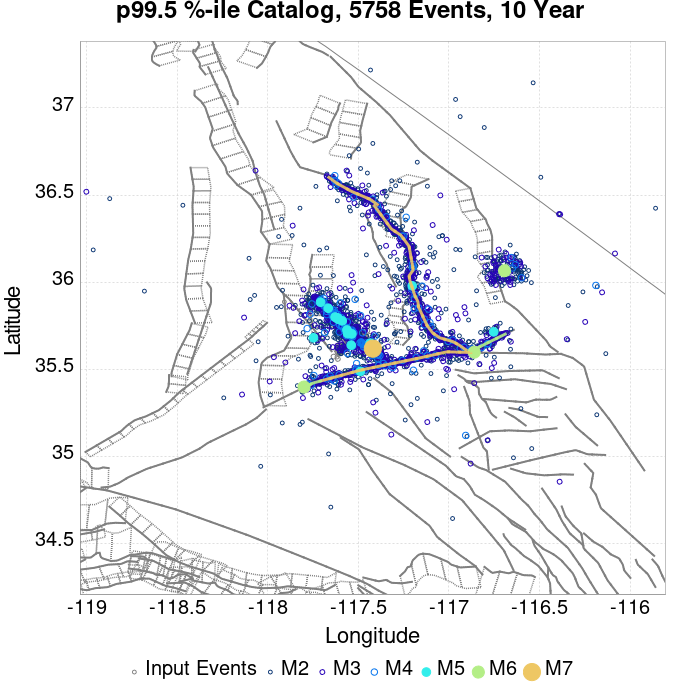 p99.5 %-ile Catalog, 5758 Events, 10 Year
Latitude
37
36.5
36
35.5
35
34.5
-119 -118.5 -118 -117.5 -117 -116.5 -116
Longitude
Input Events M2 M3 M4 M5 M6 M7